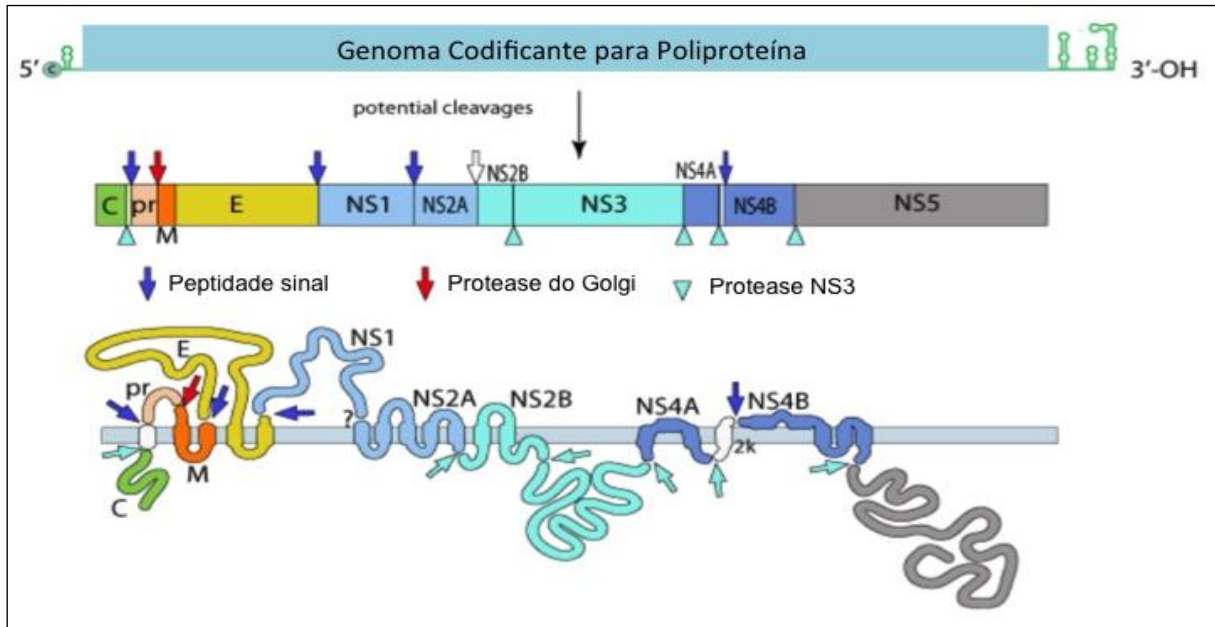 Genoma Codificante para Poliproteína
5' C 3'-OH
potential cleavages
NS2B NS4A
C pr M E NS1 NS2A NS3 NS4B NS5
Peptidade sinal Protease do Golgi Protease NS3
E NS1
pr NS2A NS2B NS4A NS4B
?
2k
M
C